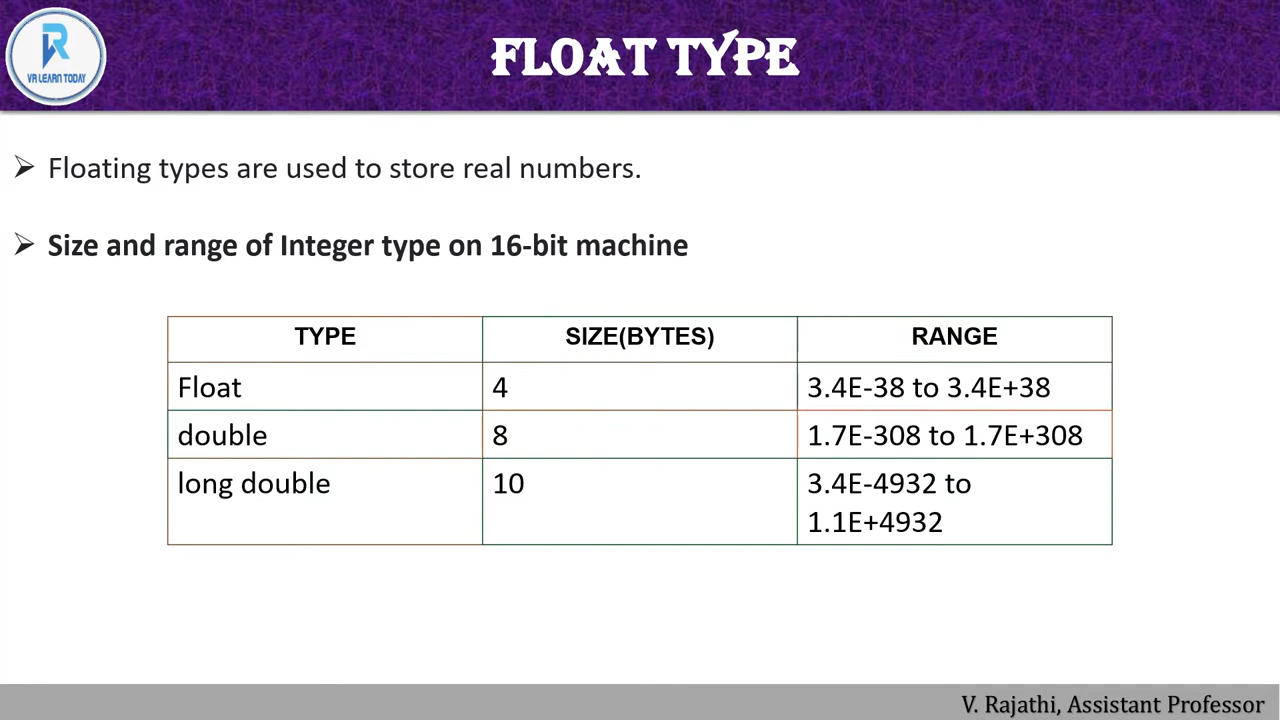 VR LEARN TODAY
FLOAT TYPE
Floating types are used to store real numbers.
Size and range of Integer type on 16-bit machine
TYPE SIZE(BYTES) RANGE
Float 4 3.4E-38 to 3.4E+38
double 8 1.7E-308 to 1.7E+308
long double 10 3.4E-4932 to
1.1E+4932
V. Rajathi, Assistant Professor